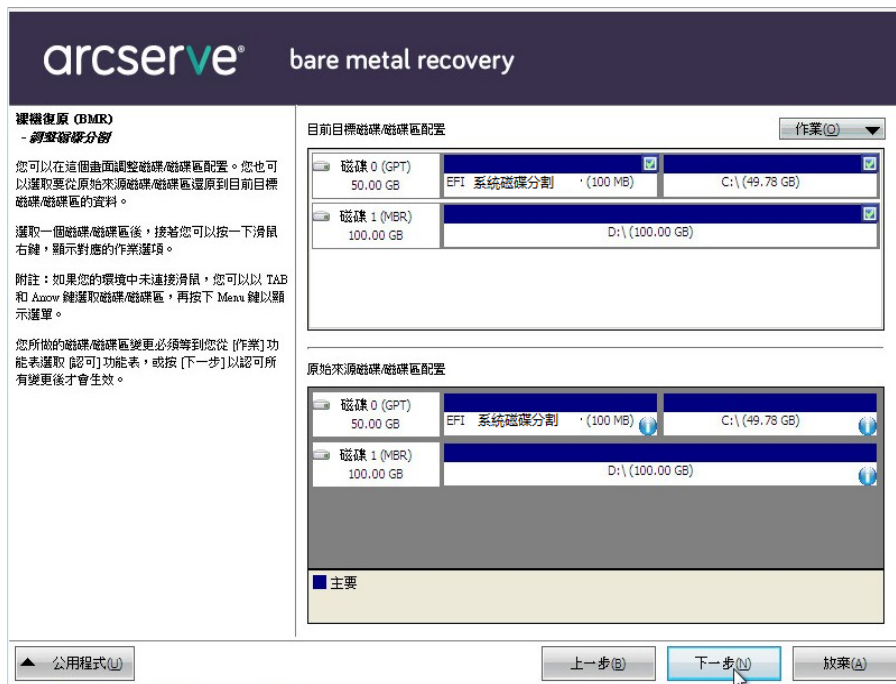 arcserve® bare metal recovery
裸機復原 (BMR)
- 調整磁碟分割
您可以在這個畫面調整磁碟/磁碟區配置。您也可
以選取要從原始來源磁碟/磁碟區還原到目前目標
磁碟/磁碟區的資料。
選取一個磁碟/磁碟區後，接著您可以按一下滑鼠
右鍵，顯示對應的作業選項。
附註：如果您的環境中未連接滑鼠，您可以以 TAB
和 Arrow 鍵選取磁碟/磁碟區，再按下 Menu 鍵以顯
示選單。
您所做的磁碟/磁碟區變更必須等到您從 [作業] 功
能表選取 [認可] 功能表，或按 [下一步] 以認可所
有變更後才會生效。
目前目標磁碟/磁碟區配置
作業(O)
磁碟 0 (GPT)
50.00 GB
EFI 系統磁碟分割 · (100 MB)
C:\ (49.78 GB)
磁碟 1 (MBR)
100.00 GB
D:\ (100.00 GB)
原始來源磁碟/磁碟區配置
磁碟 0 (GPT)
50.00 GB
EFI 系統磁碟分割 · (100 MB)
C:\ (49.78 GB)
磁碟 1 (MBR)
100.00 GB
D:\ (100.00 GB)
主要
公用程式(U)
上一步(B)
下一步(N)
放棄(A)